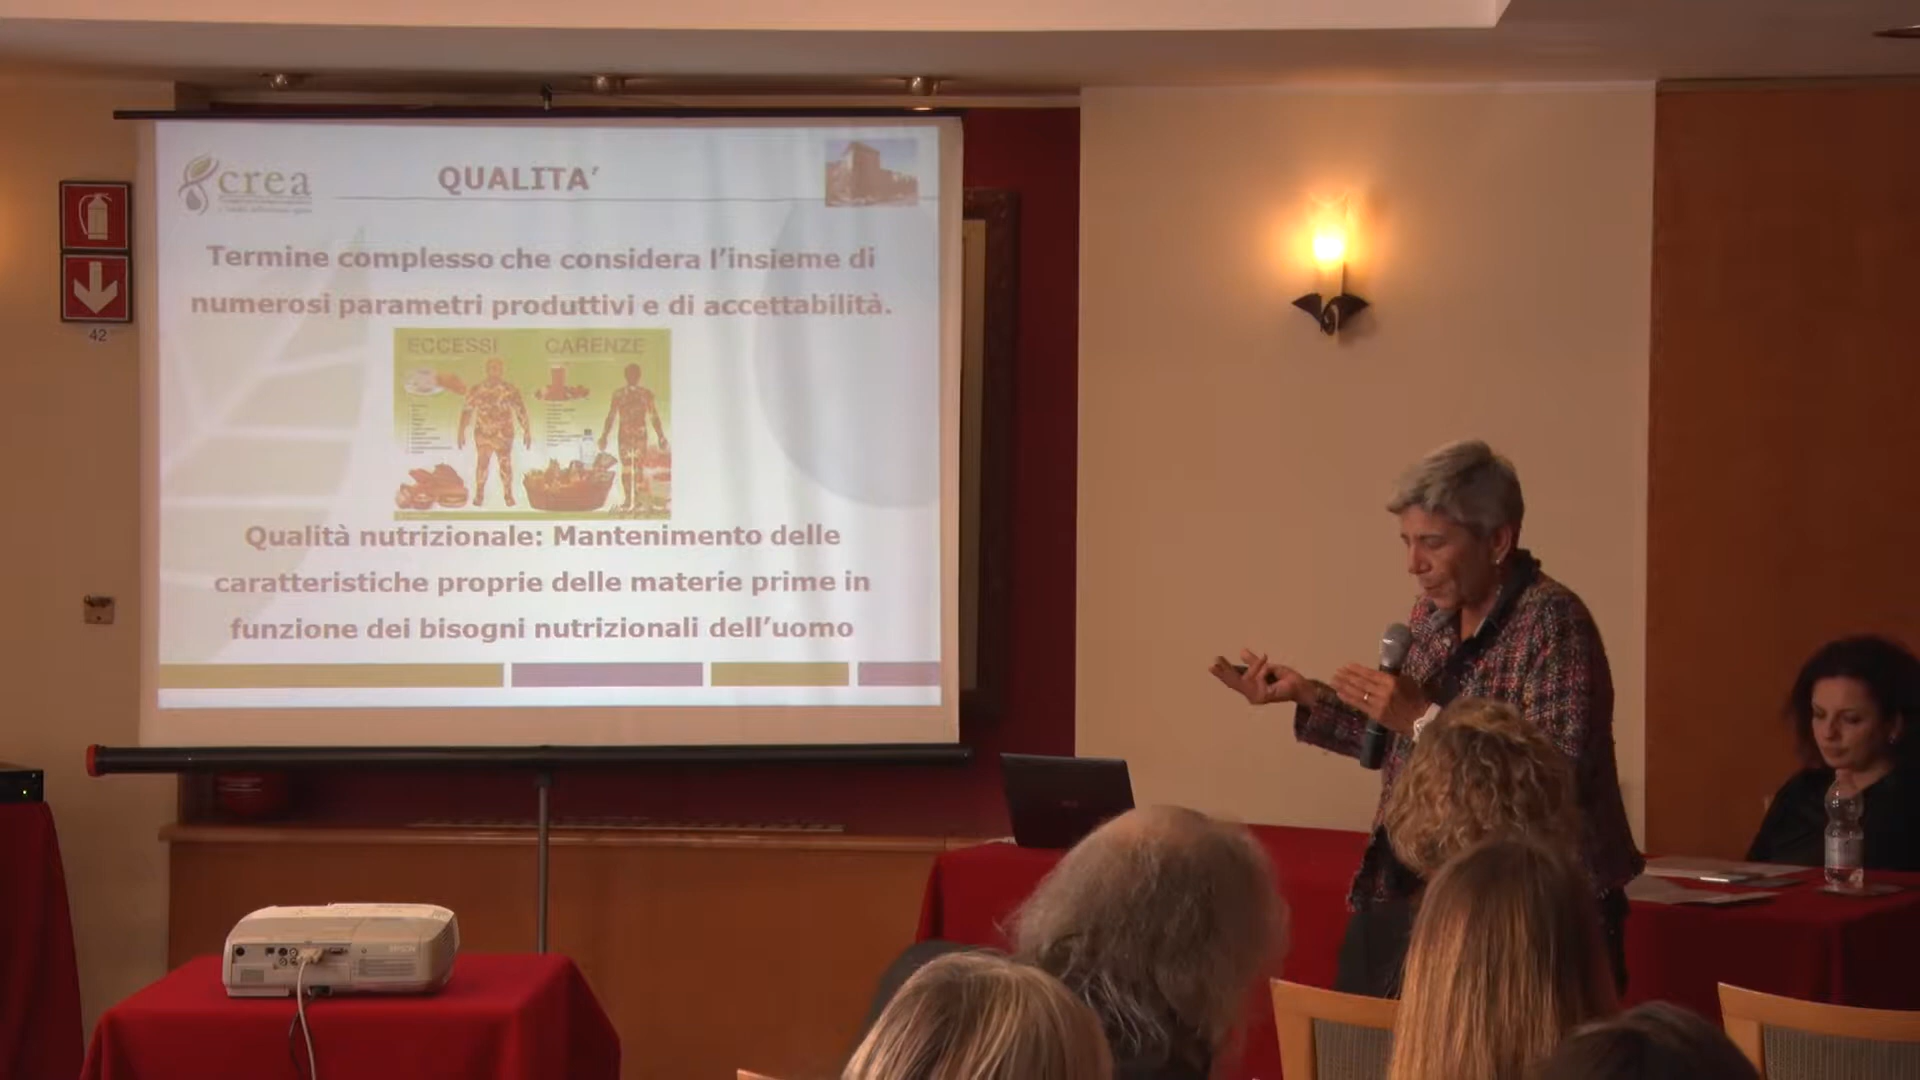 crea
QUALITA’
Termine complesso che considera l’insieme di
numerosi parametri produttivi e di accettabilità.
ECCESSI CARENZE
Qualità nutrizionale: Mantenimento delle
caratteristiche proprie delle materie prime in
funzione dei bisogni nutrizionali dell’uomo
42
EPSON